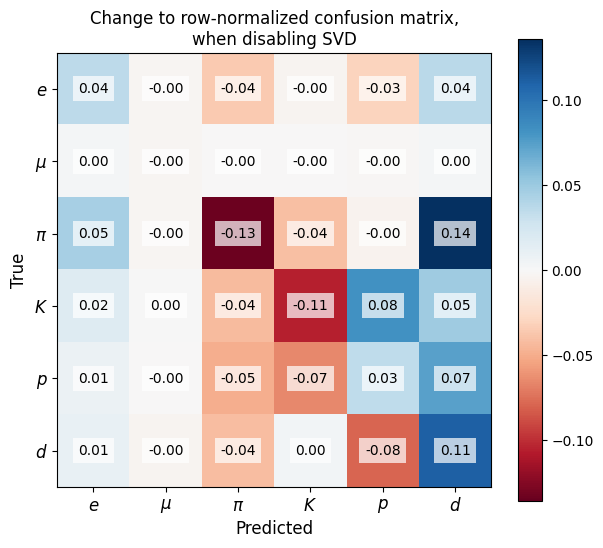 Change to row-normalized confusion matrix,
when disabling SVD
e 0.04 -0.00 -0.04 -0.00 -0.03 0.04
μ 0.00 -0.00 -0.00 -0.00 -0.00 0.00
π 0.05 -0.00 -0.13 -0.04 -0.00 0.14
K 0.02 0.00 -0.04 -0.11 0.08 0.05
p 0.01 -0.00 -0.05 -0.07 0.03 0.07
d 0.01 -0.00 -0.04 0.00 -0.08 0.11
e μ π K p d
Predicted
True
0.10
0.05
0.00
−0.05
−0.10